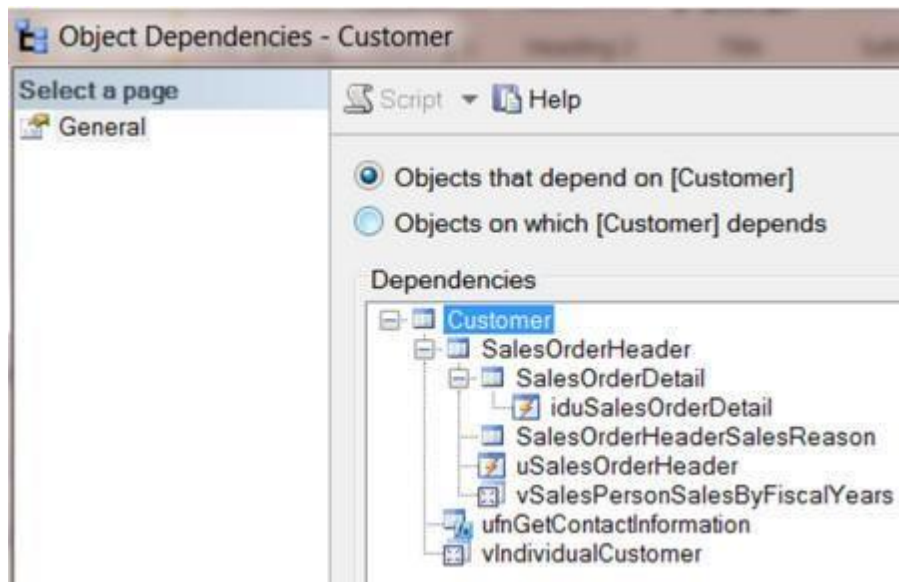 Object Dependencies - Customer
Select a page
Script Help
General
Objects that depend on [Customer]
Objects on which [Customer] depends
Dependencies
Customer
SalesOrderHeader
SalesOrderDetail
iduSalesOrderDetail
SalesOrderHeaderSalesReason
uSalesOrderHeader
vSalesPersonSalesByFiscalYears
ufnGetContactInformation
vIndividualCustomer